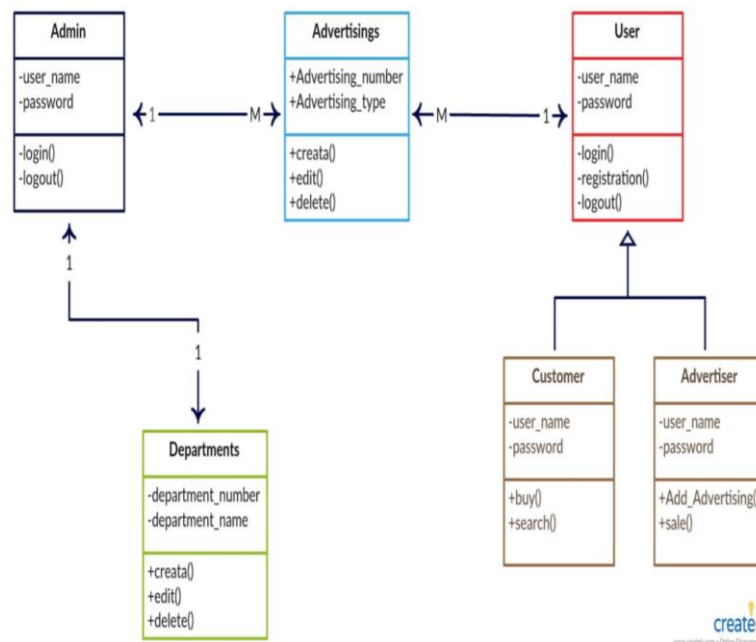 Admin
-user_name
-password
-login()
-logout()
1
M
Advertisings
+Advertising_number
+Advertising_type
+creata()
+edit()
+delete()
M
1
User
-user_name
-password
-login()
-registration()
-logout()
1
1
Departments
-department_number
-department_name
+creata()
+edit()
+delete()
Customer
-user_name
-password
+buy()
+search()
Advertiser
-user_name
-password
+Add_Advertising()
+sale()
create